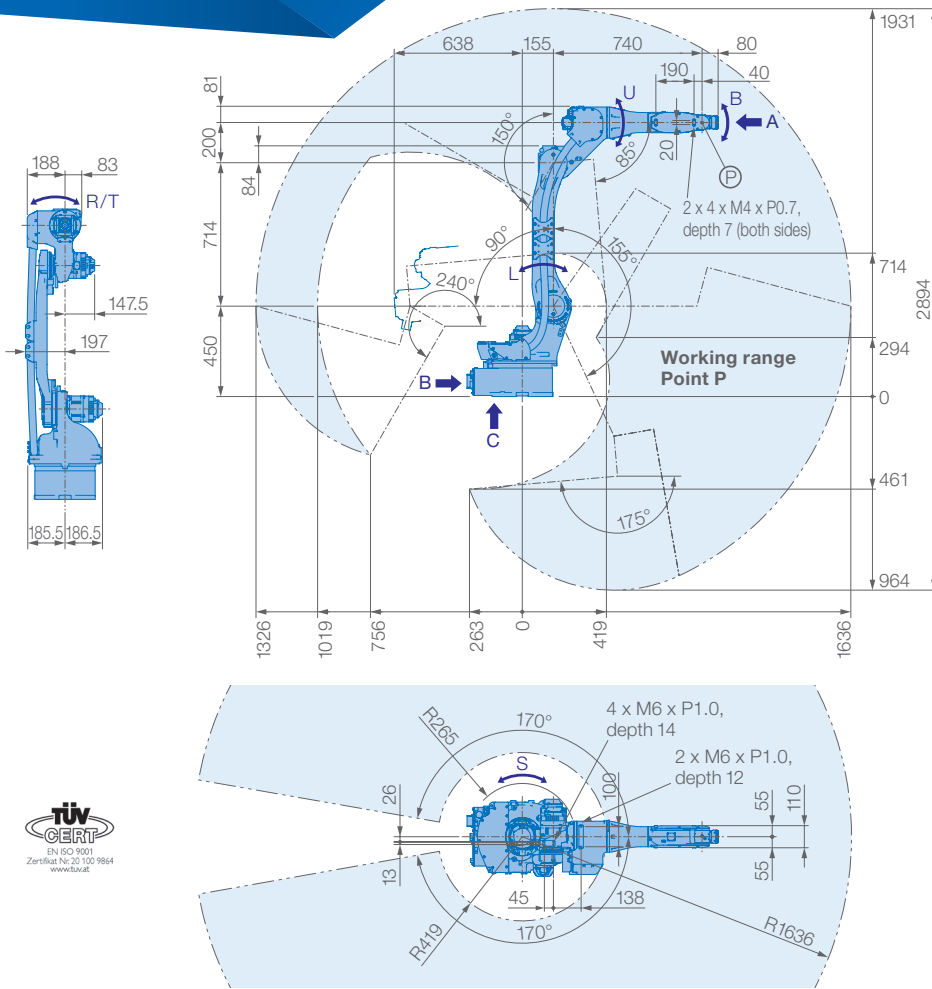 638
155
740
80
1931
190
40
81
U
B
A
150°
200
85°
20
P
84
188
83
R/T
2 x 4 x M4 x P0.7,
depth 7 (both sides)
714
90°
155°
L
240°
714
2894
147.5
450
197
294
Working range
Point P
B
0
C
461
175°
185.5
186.5
964
1326
1019
756
263
0
419
1636
R265
170°
4 x M6 x P1.0,
depth 14
S
2 x M6 x P1.0,
depth 12
26
100
55
110
TÜV
CERT
EN ISO 9001
Zertifikat Nr. 20 100 9864
www.tuv.at
13
55
45
138
R419
170°
R1636